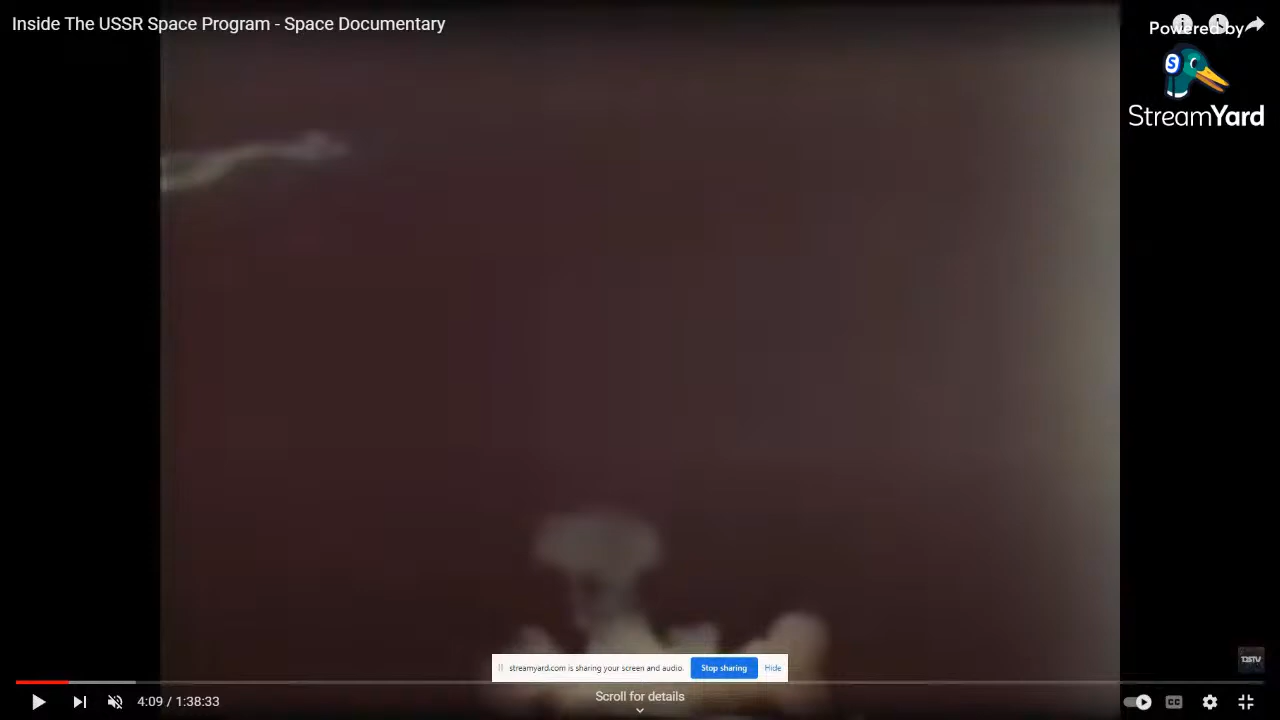 Inside The USSR Space Program - Space Documentary
Powered by
S
StreamYard
streamyard.com is sharing your screen and audio.
Stop sharing
Hide
Scroll for details
4:09 / 1:38:33
CC